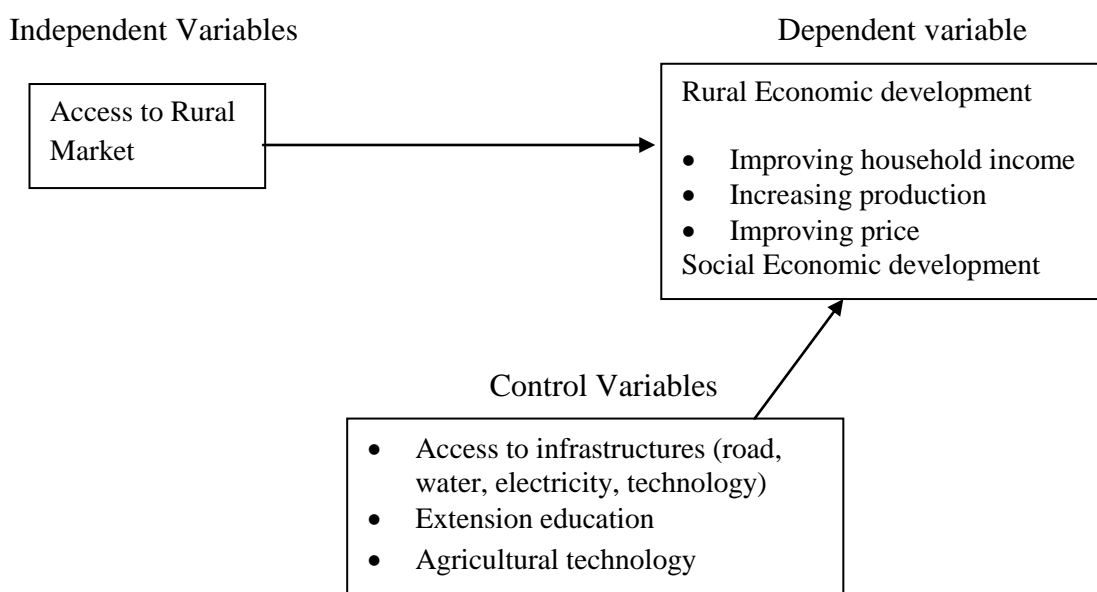 Independent Variables
Dependent variable
Access to Rural
Market
Rural Economic development
• Improving household income
• Increasing production
• Improving price
Social Economic development
Control Variables
• Access to infrastructures (road,
water, electricity, technology)
• Extension education
• Agricultural technology